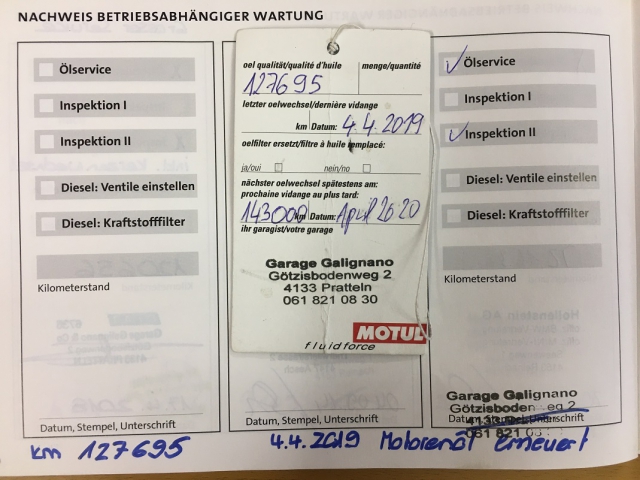 NACHWEIS BETRIEBSABHÄNGIGER WARTUNG
Ölservice
Inspektion I
Inspektion II
Diesel: Ventile einstellen
Diesel: Kraftstofffilter
Kilometerstand
Datum, Stempel, Unterschrift
oel qualität/qualité d'huile menge/quantité
127695
letzter oelwechsel/dernière vidange
km Datum: 4.4.2019
oelfilter ersetzt/filtre à huile remplacé:
ja/oui nein/no
nächster oelwechsel spätestens am:
prochaine vidange au plus tard:
143000 km Datum: April 2020
ihr garagist/votre garage
Garage Galignano
Götzisbodenweg 2
4133 Pratteln
061 821 08 30
MOTUL
fluidforce
Datum, Stempel, Unterschrift
Ölservice
Inspektion I
Inspektion II
Diesel: Ventile einstellen
Diesel: Kraftstofffilter
Kilometerstand
Garage Galignano
Datum, Stempel, Unterschrift
km 127695 4.4.2019 Motorenöl erneuert